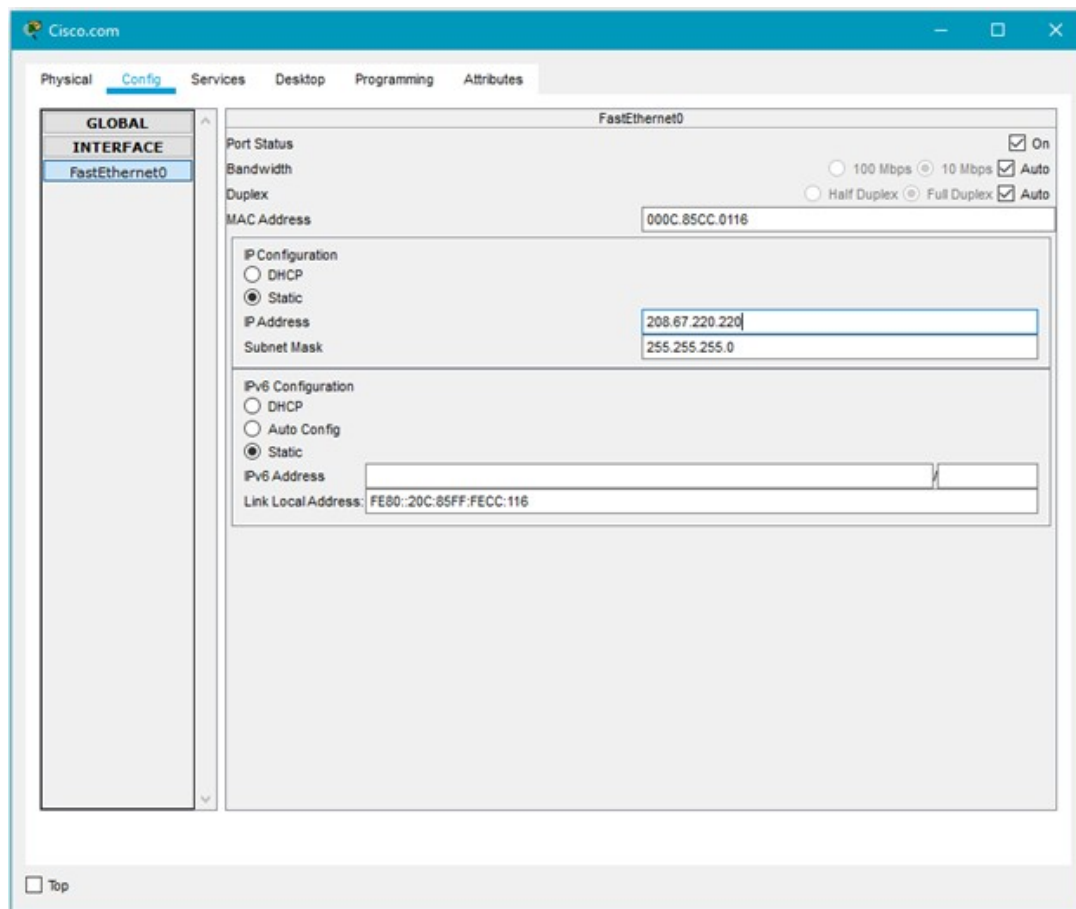 Cisco.com
Physical Config Services Desktop Programming Attributes
GLOBAL
INTERFACE
FastEthernet0
FastEthernet0
Port Status On
Bandwidth 100 Mbps 10 Mbps Auto
Duplex Half Duplex Full Duplex Auto
MAC Address 000C.85CC.0116
IP Configuration
DHCP
Static
IP Address 208.67.220.220
Subnet Mask 255.255.255.0
IPv6 Configuration
DHCP
Auto Config
Static
IPv6 Address /
Link Local Address: FE80::20C:85FF:FECC:116
Top